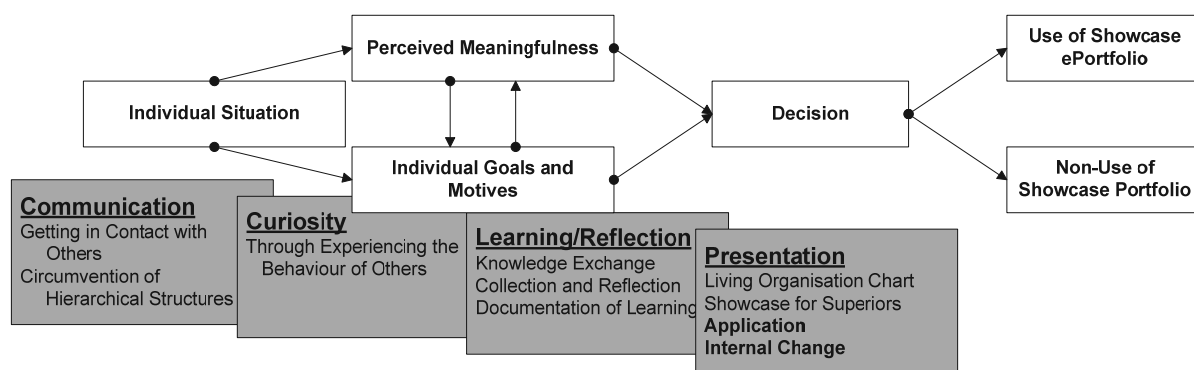 Perceived Meaningfulness
Use of Showcase
ePortfolio
Individual Situation
Decision
Individual Goals and
Motives
Non-Use of
Showcase Portfolio
Communication
Getting in Contact with
Others
Circumvention of
Hierarchical Structures
Curiosity
Through Experiencing the
Behaviour of Others
Learning/Reflection
Knowledge Exchange
Collection and Reflection
Documentation of Learning
Presentation
Living Organisation Chart
Showcase for Superiors
Application
Internal Change